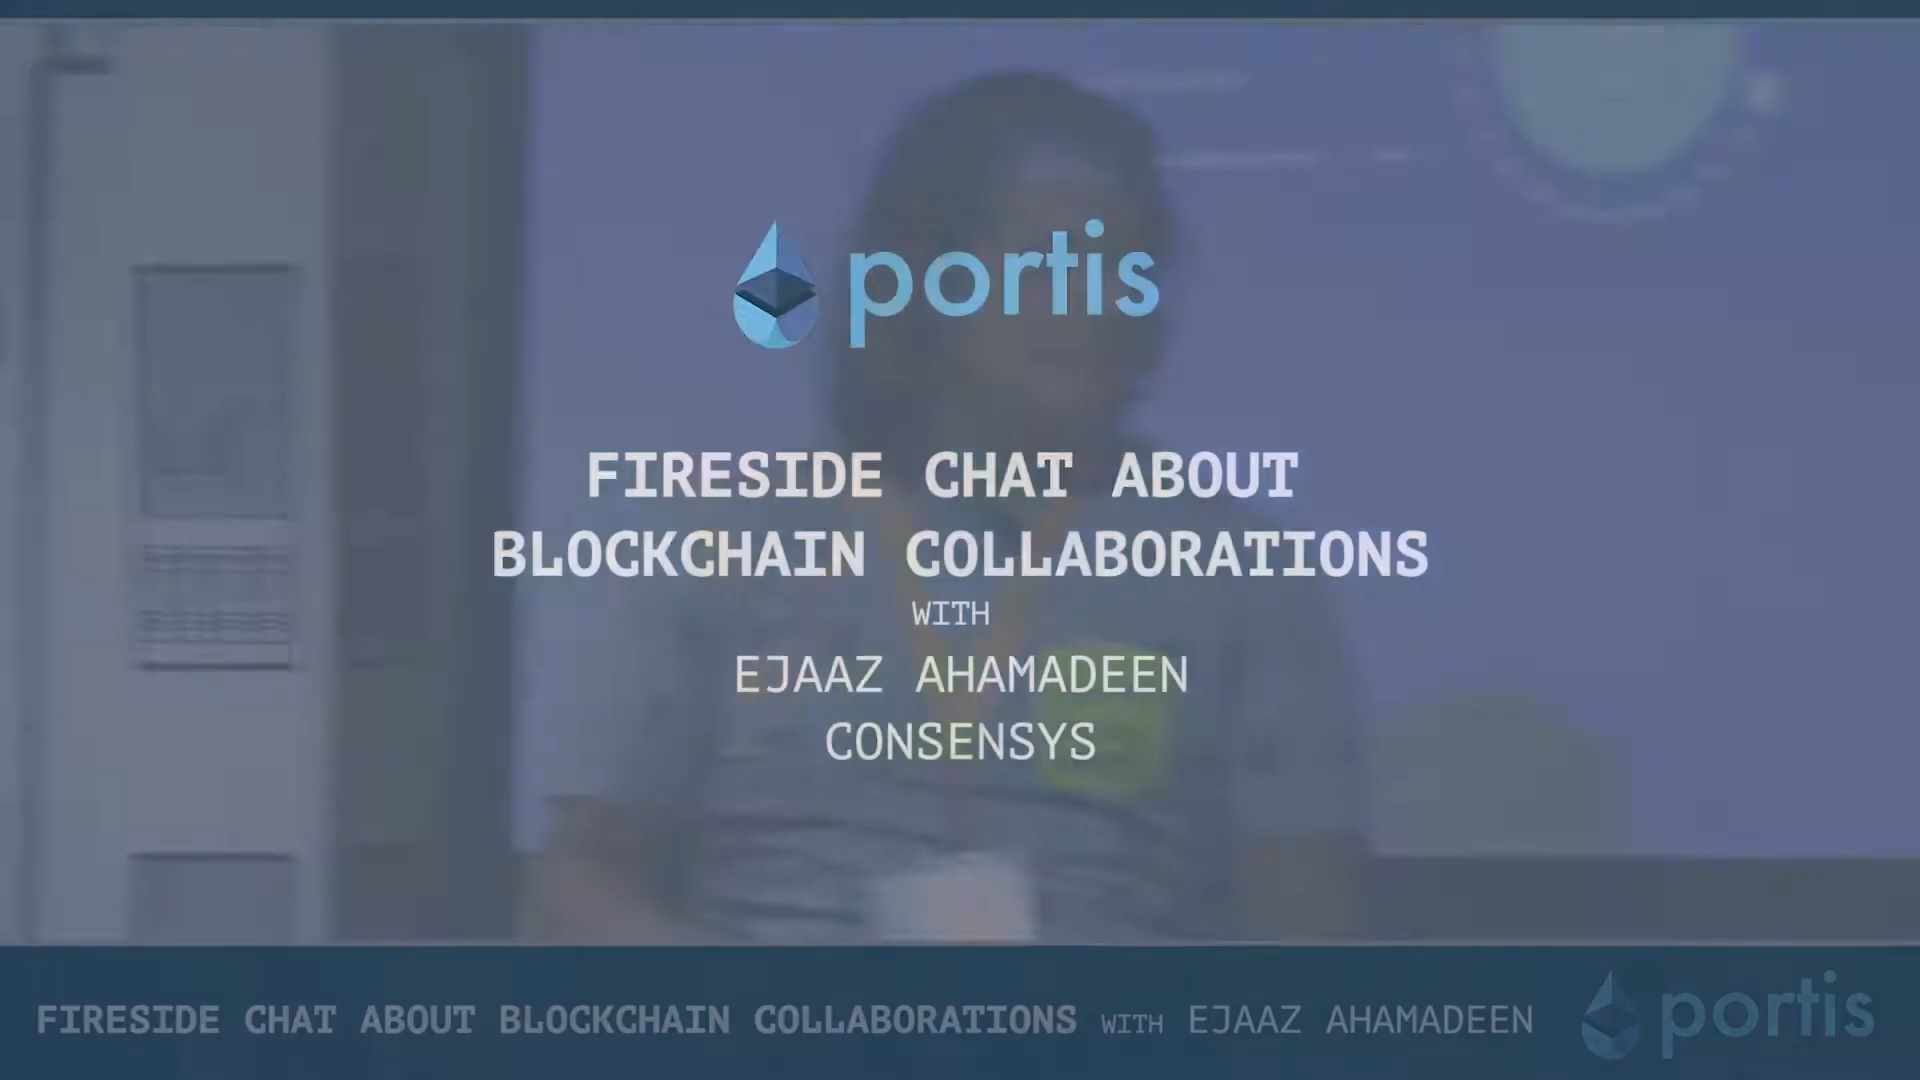 portis
FIRESIDE CHAT ABOUT
BLOCKCHAIN COLLABORATIONS
WITH
EJAAZ AHAMADEEN
CONSENSYS
FIRESIDE CHAT ABOUT BLOCKCHAIN COLLABORATIONS WITH EJAAZ AHAMADEEN portis